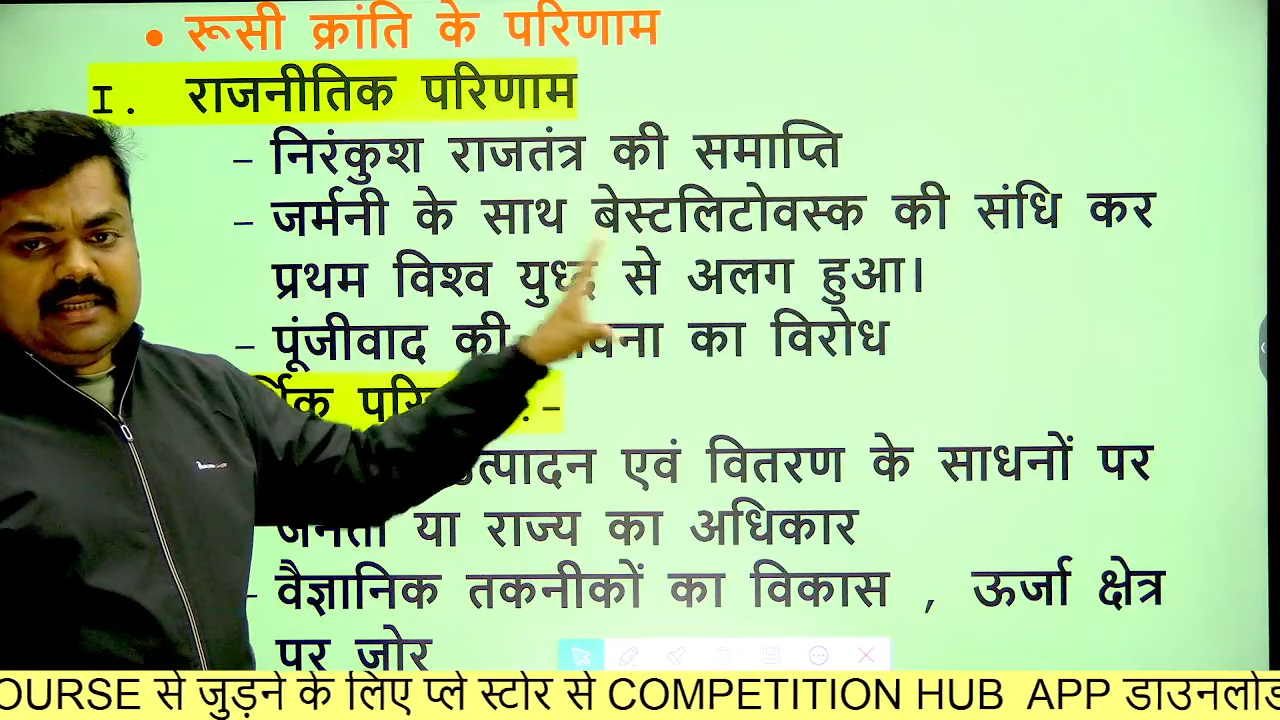 • रूसी क्रांति के परिणाम
I. राजनीतिक परिणाम
– निरंकुश राजतंत्र की समाप्ति
– जर्मनी के साथ बेस्टलिटोवस्क की संधि कर
प्रथम विश्व युध्द से अलग हुआ।
– पूंजीवाद की का विरोध
उत्पादन एवं वितरण के साधनों पर
जनता या राज्य का अधिकार
- वैज्ञानिक तकनीकों का विकास , ऊर्जा क्षेत्र
पर जोर
OURSE से जुड़ने के लिए प्ले स्टोर से COMPETITION HUB APP डाउनलोड